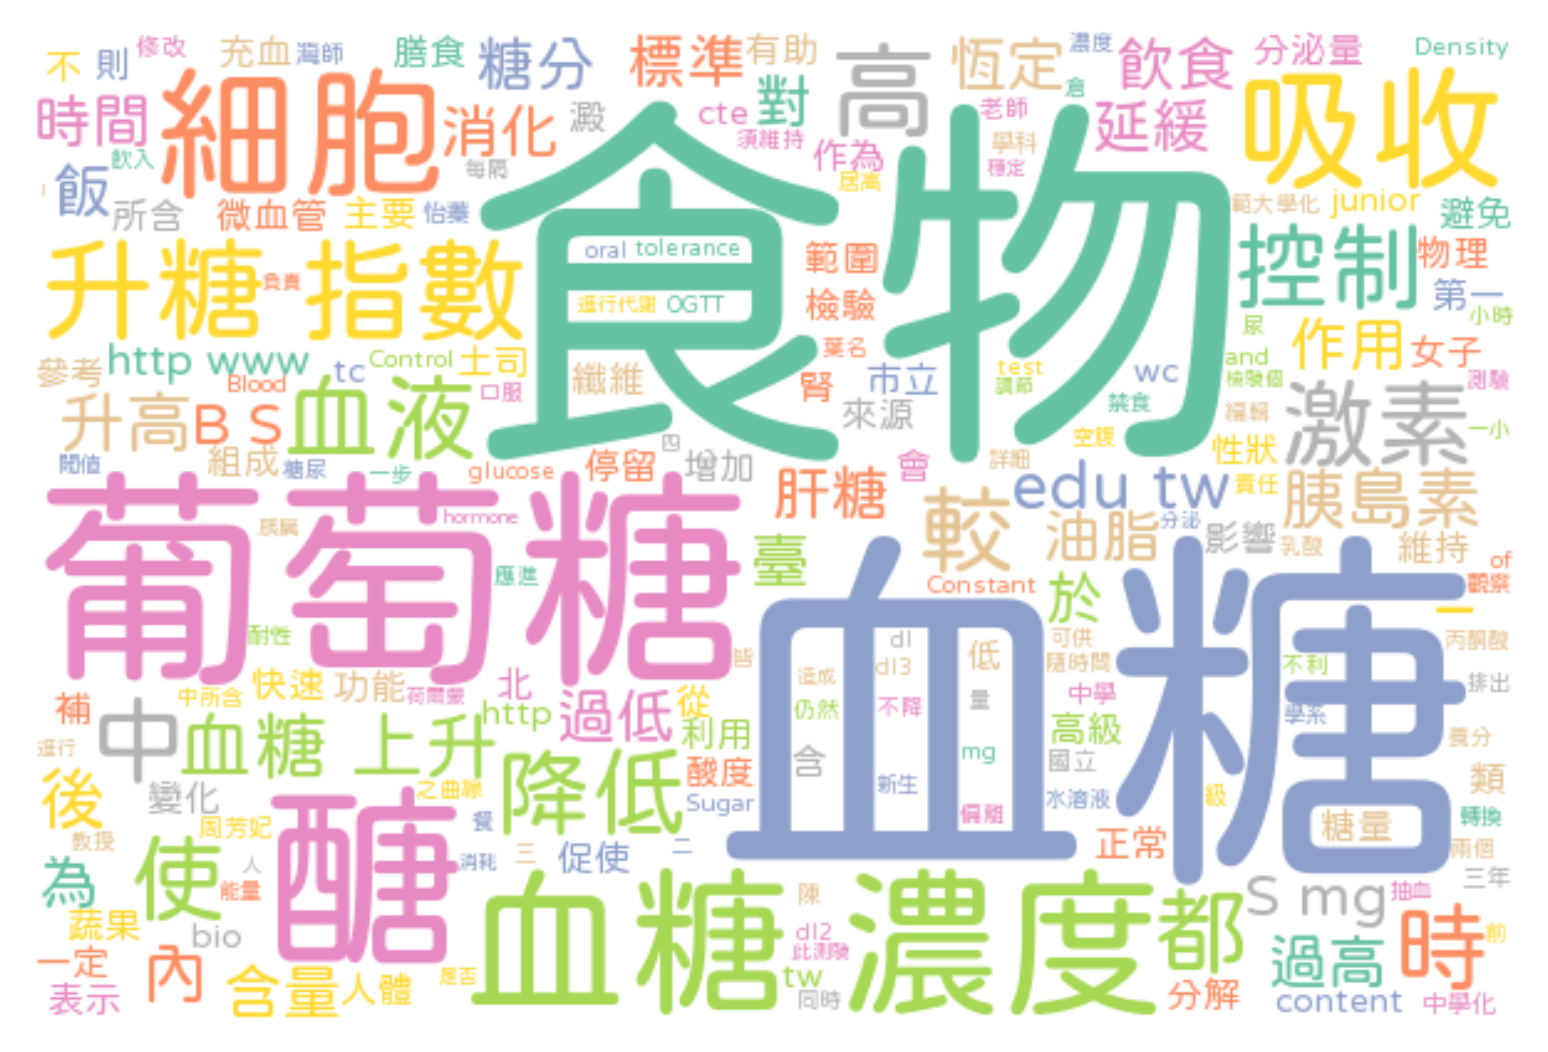 不 則 修改 充血 膳食 糖分 標準 有助 高 恆定 濃度 飲食 分泌量 Density
時間 細胞 消化 澱 cte 對 須維持 作為 老師 倉 學科 延緩 吸收
飲入 每隔 居高 穩定
飯 所含 微血管 主要 怡蓁 食物 junior 避免
升糖 指數 負責 oral tolerance 範圍 控制 物理
進行代謝 OGTT 檢驗 第一 小時
參考 http www tc Control 土司 葉名 尿 作用 女子
Blood 口服 纖維 腎 市立 test 調節 wc and 測驗
升高 B S 血液 來源 禁食 編輯 激素 一小
閥值 組成 糖尿 一步 glucose 停留 增加 會 空腹 詳細 性狀
葡萄糖 hormone 肝糖 較 edu tw 責任 胰島素
胰臟 油脂 分泌 影響 乳酸 維持
應進 臺 血糖 Constant 於 of 觀察
耐性 dl 可供 一 丙酮酸
皆 造成 dl3 低 隨時間 不利 排出
補 中所含 快速 功能 荷爾蒙 北 從 仍然 不降 量 中學 學系
進行 中 血糖 上升 http 過低 利用 含 mg 高級 養分
後 變化 之曲線 降低 酸度 新生 國立 類
教授 周芳妃 醣 餐 Sugar 偏離 水溶液 級 糖量 轉換
為 使 人 能量 消耗 三 促使 二 正常 兩個
蔬果 bio 血糖 濃度 陳 都 S mg 抽血 三年
一定 內 含量 人體 是否 dl2 此測驗 過高 時 前
表示 tw 同時 分解 content 中學化